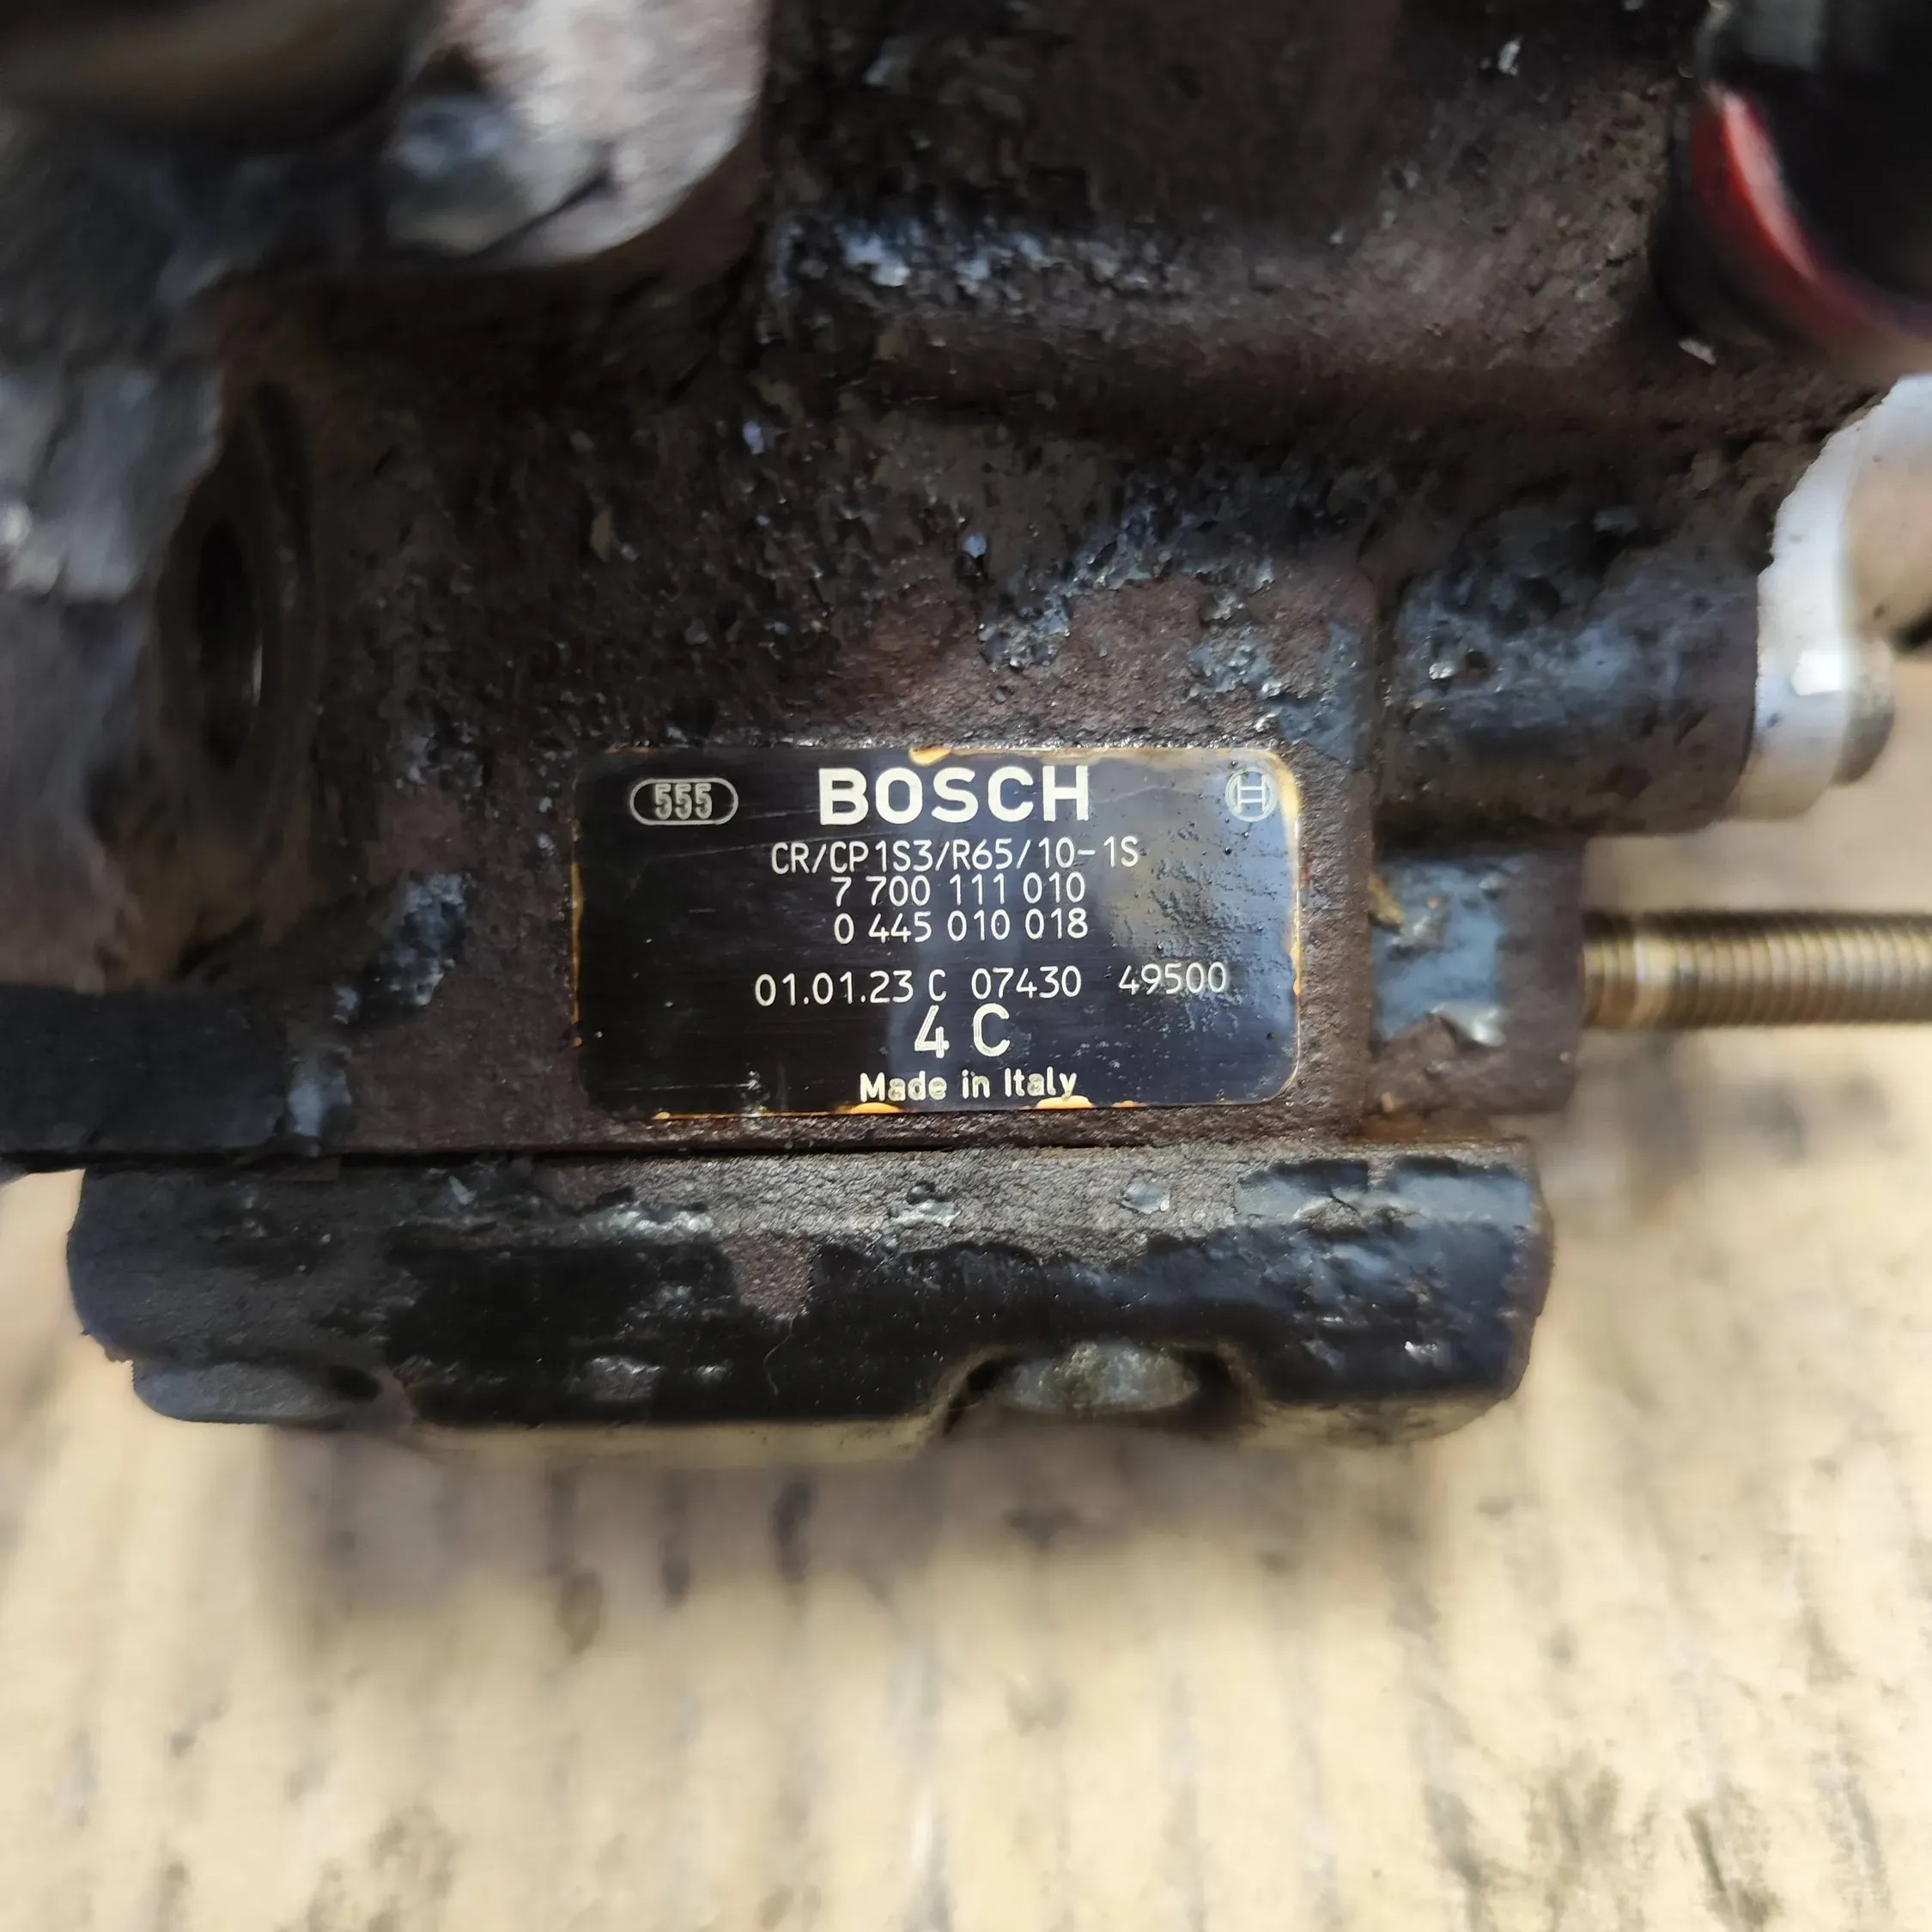 555 BOSCH
CR/CP1S3/R65/10-1S
7 700 111 010
0 445 010 018
01.01.23 C 07430 49500
4 C
Made in Italy